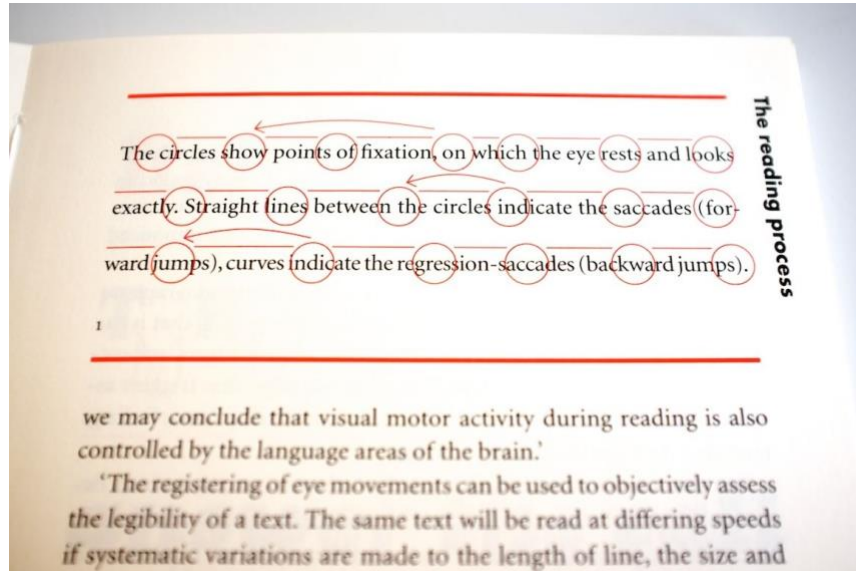 The reading process
The circles show points of fixation, on which the eye rests and looks
exactly. Straight lines between the circles indicate the saccades (for-
ward jumps), curves indicate the regression-saccades (backward jumps).
1
we may conclude that visual motor activity during reading is also
controlled by the language areas of the brain.’
‘The registering of eye movements can be used to objectively assess
the legibility of a text. The same text will be read at differing speeds
if systematic variations are made to the length of line, the size and